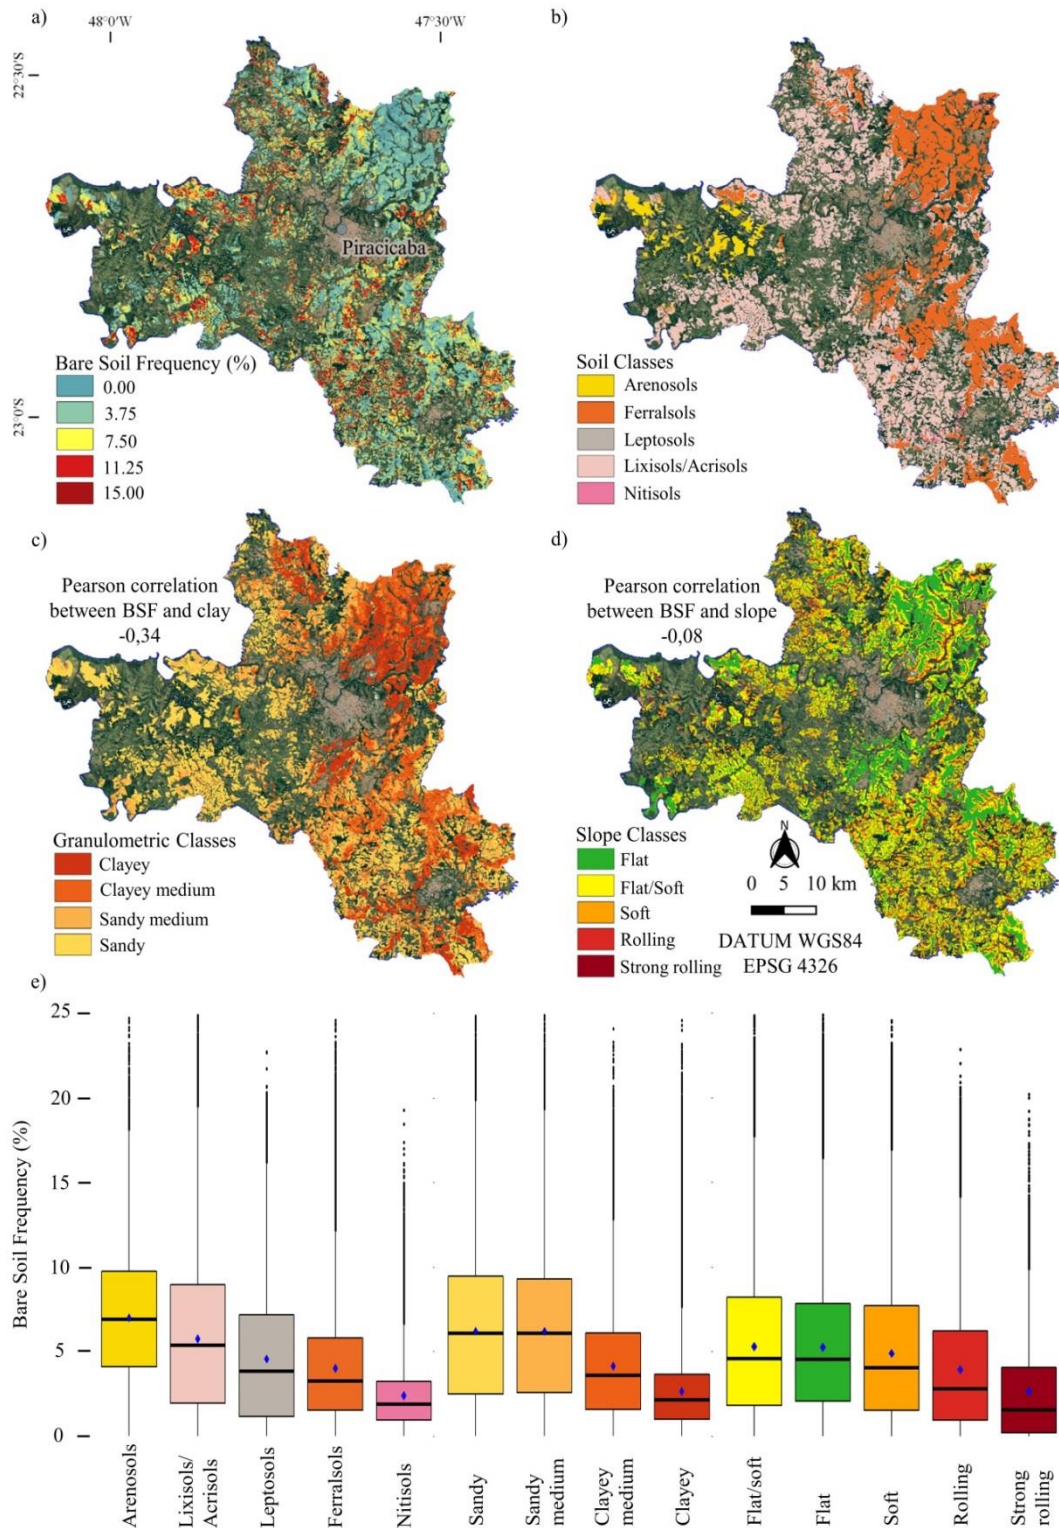 a)
48°0'W
47°30'W
b)
22°30'S
23°0'S
Piracicaba
Bare Soil Frequency (%)
0.00
3.75
7.50
11.25
15.00
Soil Classes
Arenosols
Ferralsols
Leptosols
Lixisols/Acrisols
Nitisols
c)
Pearson correlation
between BSF and clay
-0,34
Granulometric Classes
Clayey
Clayey medium
Sandy medium
Sandy
d)
Pearson correlation
between BSF and slope
-0,08
Slope Classes
Flat
Flat/Soft
Soft
Rolling
Strong rolling
N
0 5 10 km
DATUM WGS84
EPSG 4326
e)
Bare Soil Frequency (%)
25
20
15
10
5
0
Arenosols
Lixisols/
Acrisols
Leptosols
Ferralsols
Nitisols
Sandy
Sandy
medium
Clayey
medium
Clayey
Flat/soft
Flat
Soft
Rolling
Strong
rolling